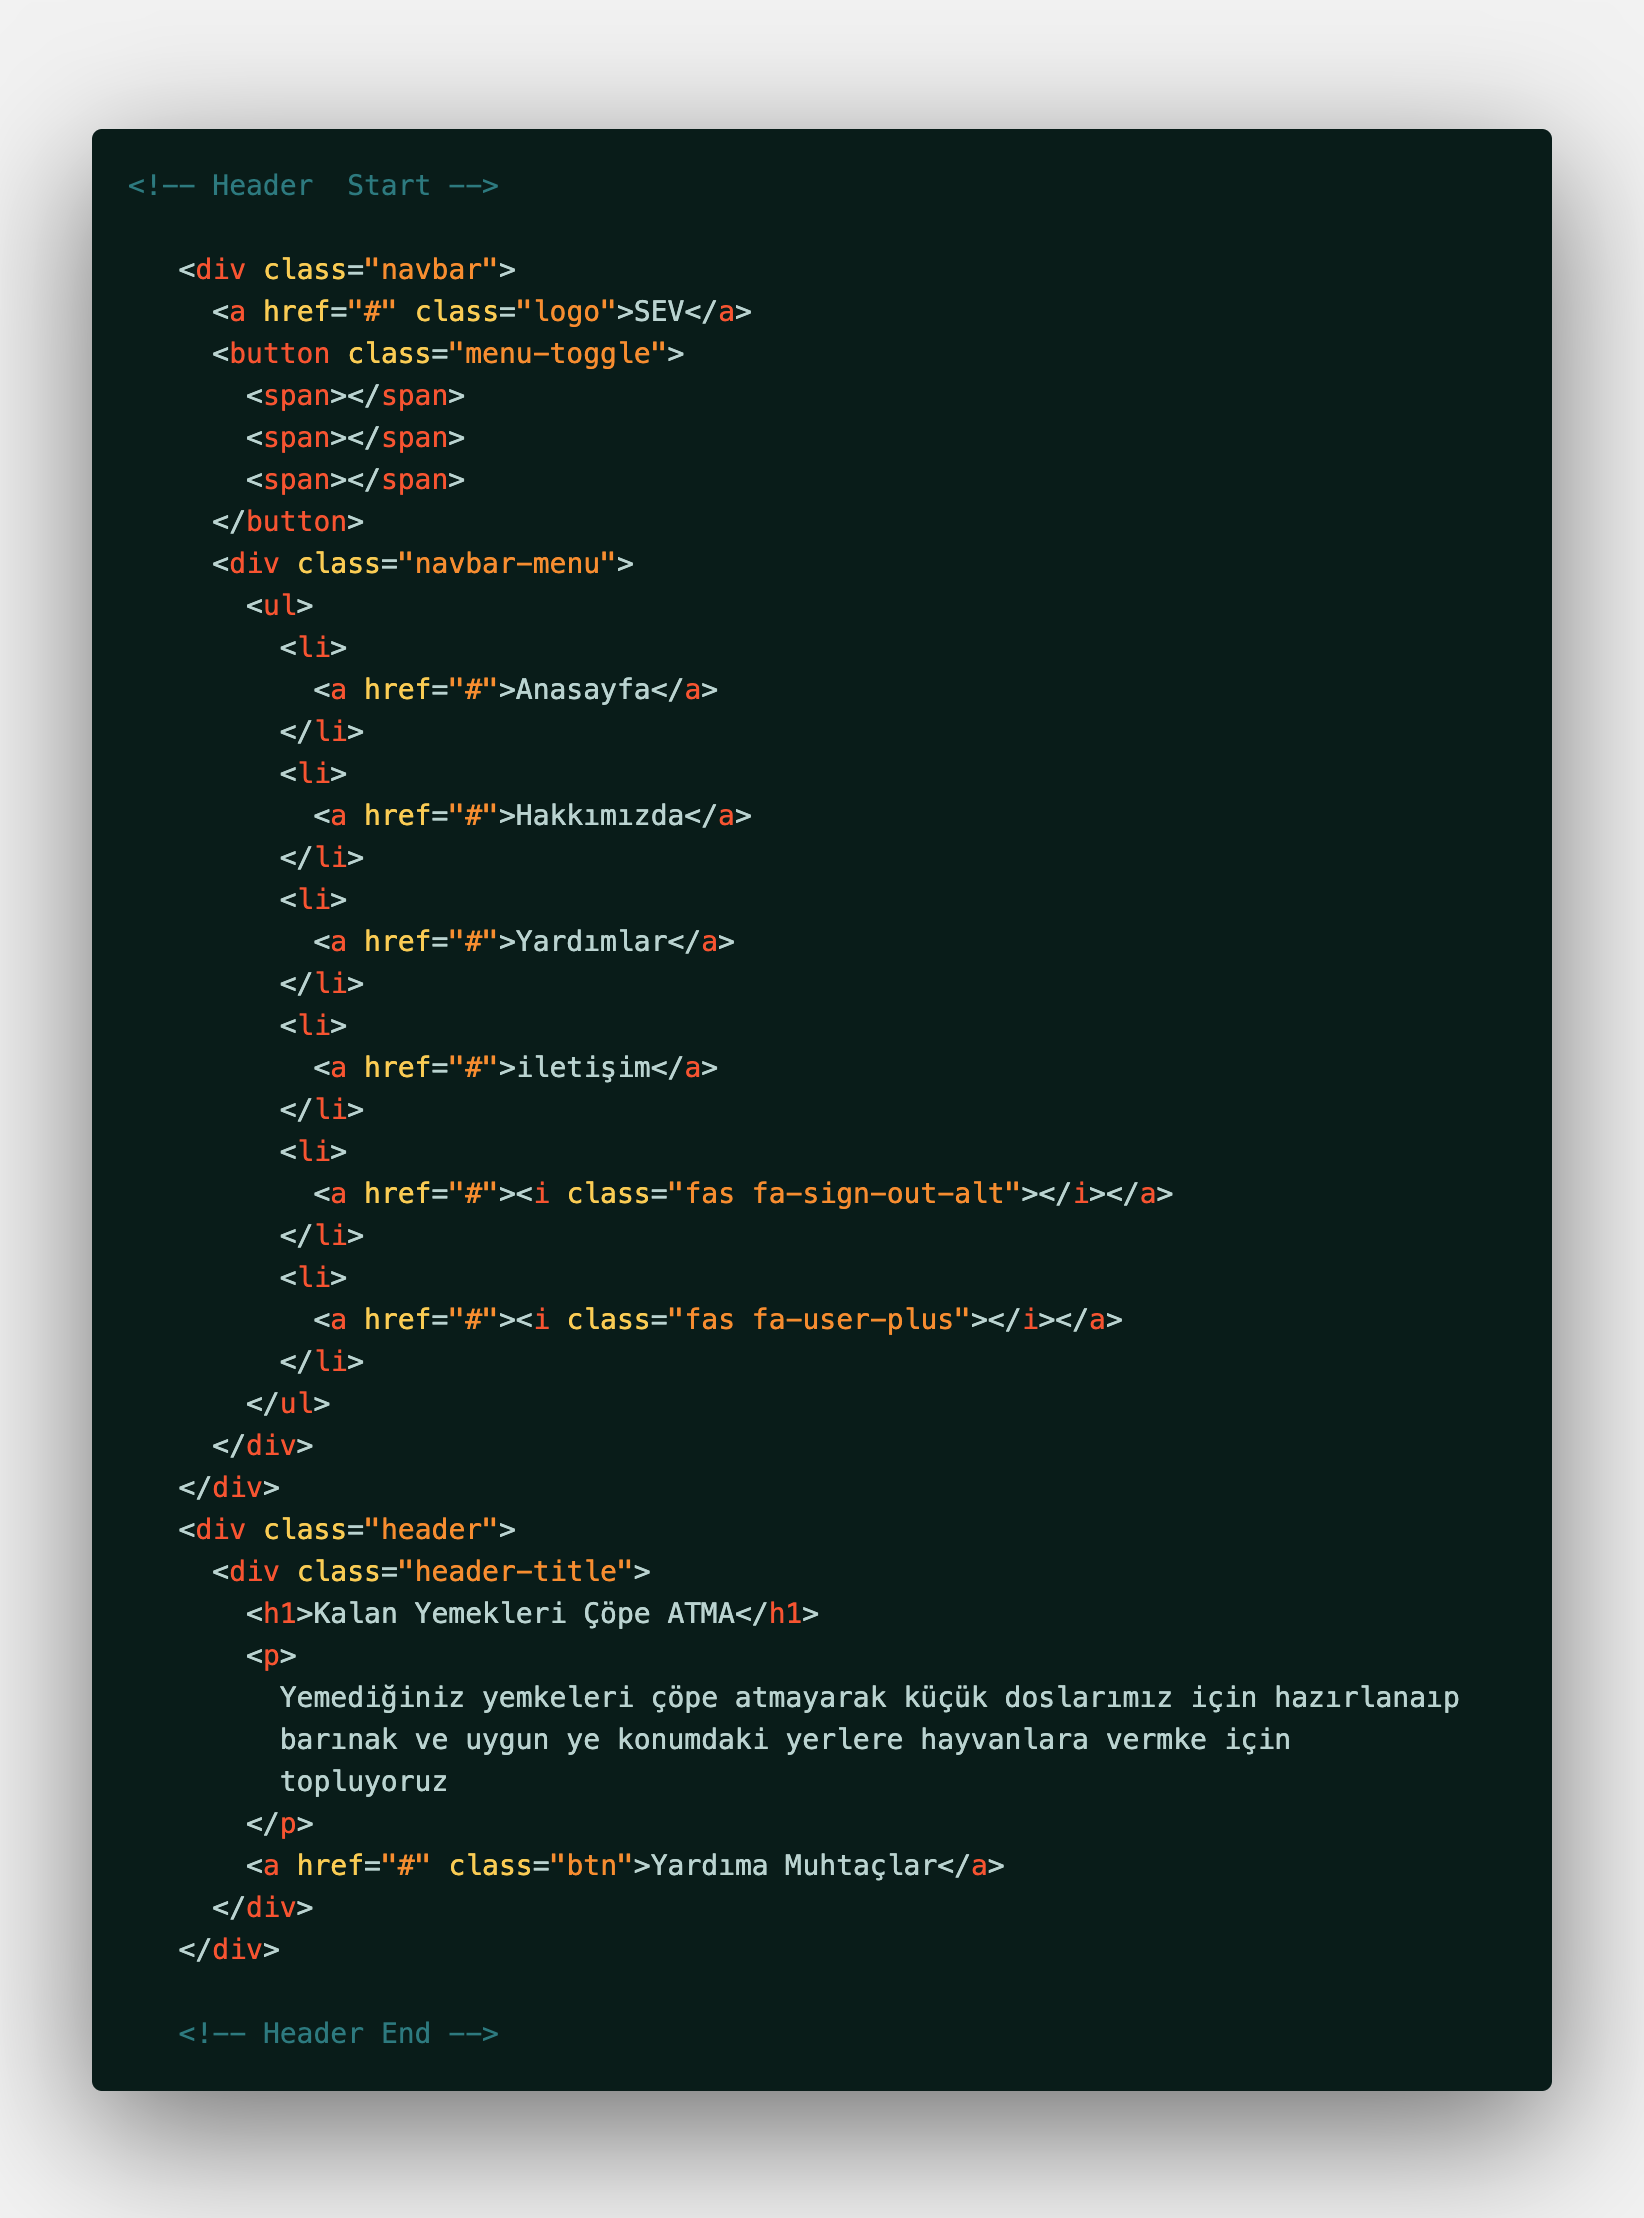 <!-- Header  Start -->

   <div class="navbar">
     <a href="#" class="logo">SEV</a>
     <button class="menu-toggle">
       <span></span>
       <span></span>
       <span></span>
     </button>
     <div class="navbar-menu">
       <ul>
         <li>
           <a href="#">Anasayfa</a>
         </li>
         <li>
           <a href="#">Hakkımızda</a>
         </li>
         <li>
           <a href="#">Yardımlar</a>
         </li>
         <li>
           <a href="#">iletişim</a>
         </li>
         <li>
           <a href="#"><i class="fas fa-sign-out-alt"></i></a>
         </li>
         <li>
           <a href="#"><i class="fas fa-user-plus"></i></a>
         </li>
       </ul>
     </div>
   </div>
   <div class="header">
     <div class="header-title">
       <h1>Kalan Yemekleri Çöpe ATMA</h1>
       <p>
         Yemediğiniz yemkeleri çöpe atmayarak küçük doslarımız için hazırlanaıp
         barınak ve uygun ye konumdaki yerlere hayvanlara vermke için
         topluyoruz
       </p>
       <a href="#" class="btn">Yardıma Muhtaçlar</a>
     </div>
   </div>

   <!-- Header End -->